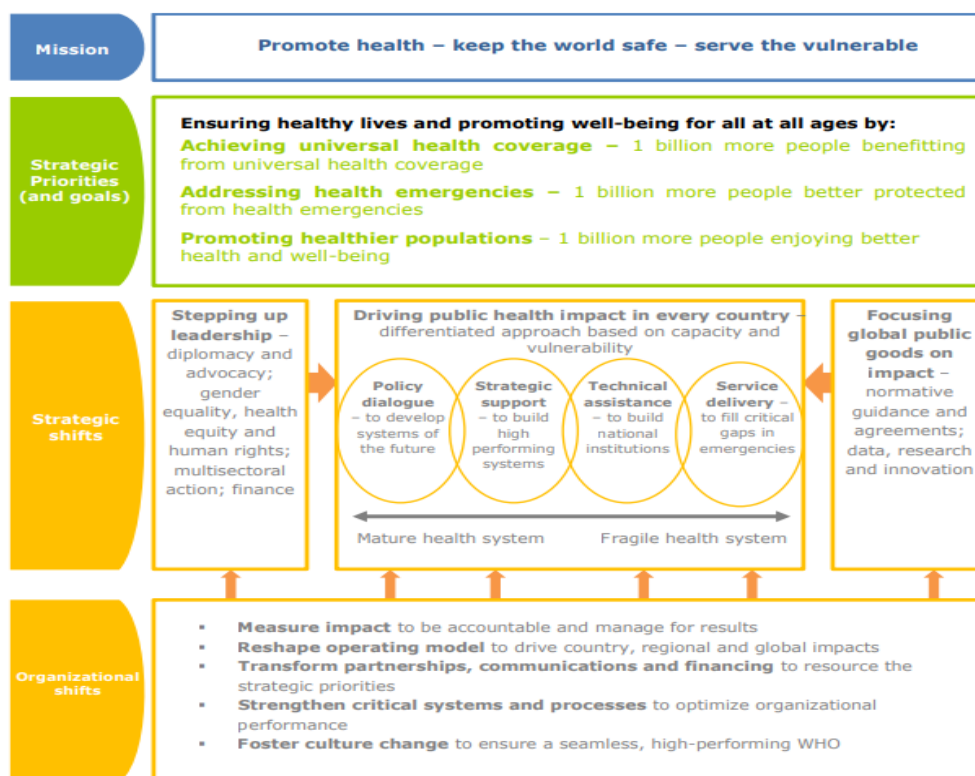 Mission
Promote health – keep the world safe – serve the vulnerable
Strategic
Priorities
(and goals)
Ensuring healthy lives and promoting well-being for all at all ages by:
Achieving universal health coverage – 1 billion more people benefitting
from universal health coverage
Addressing health emergencies – 1 billion more people better protected
from health emergencies
Promoting healthier populations – 1 billion more people enjoying better
health and well-being
Strategic
shifts
Stepping up
leadership –
diplomacy and
advocacy;
gender
equality, health
equity and
human rights;
multisectoral
action; finance
Driving public health impact in every country –
differentiated approach based on capacity and
vulnerability
Policy
dialogue
– to develop
systems of
the future
Strategic
support
– to build
high
performing
systems
Technical
assistance
– to build
national
institutions
Service
delivery –
to fill critical
gaps in
emergencies
Mature health system
Fragile health system
Focusing
global public
goods on
impact –
normative
guidance and
agreements;
data, research
and innovation
Organizational
shifts
▪ Measure impact to be accountable and manage for results
▪ Reshape operating model to drive country, regional and global impacts
▪ Transform partnerships, communications and financing to resource the
strategic priorities
▪ Strengthen critical systems and processes to optimize organizational
performance
▪ Foster culture change to ensure a seamless, high-performing WHO